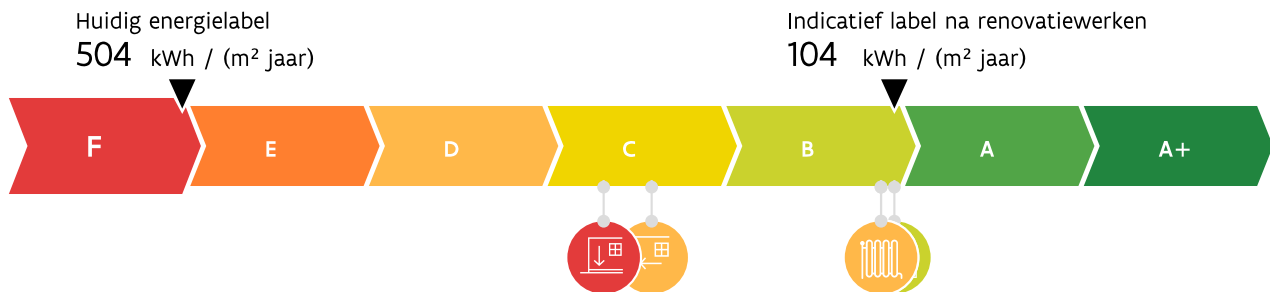 Huidig energielabel
504 kWh / (m² jaar)
Indicatief label na renovatiewerken
104 kWh / (m² jaar)
F E D C B A A+